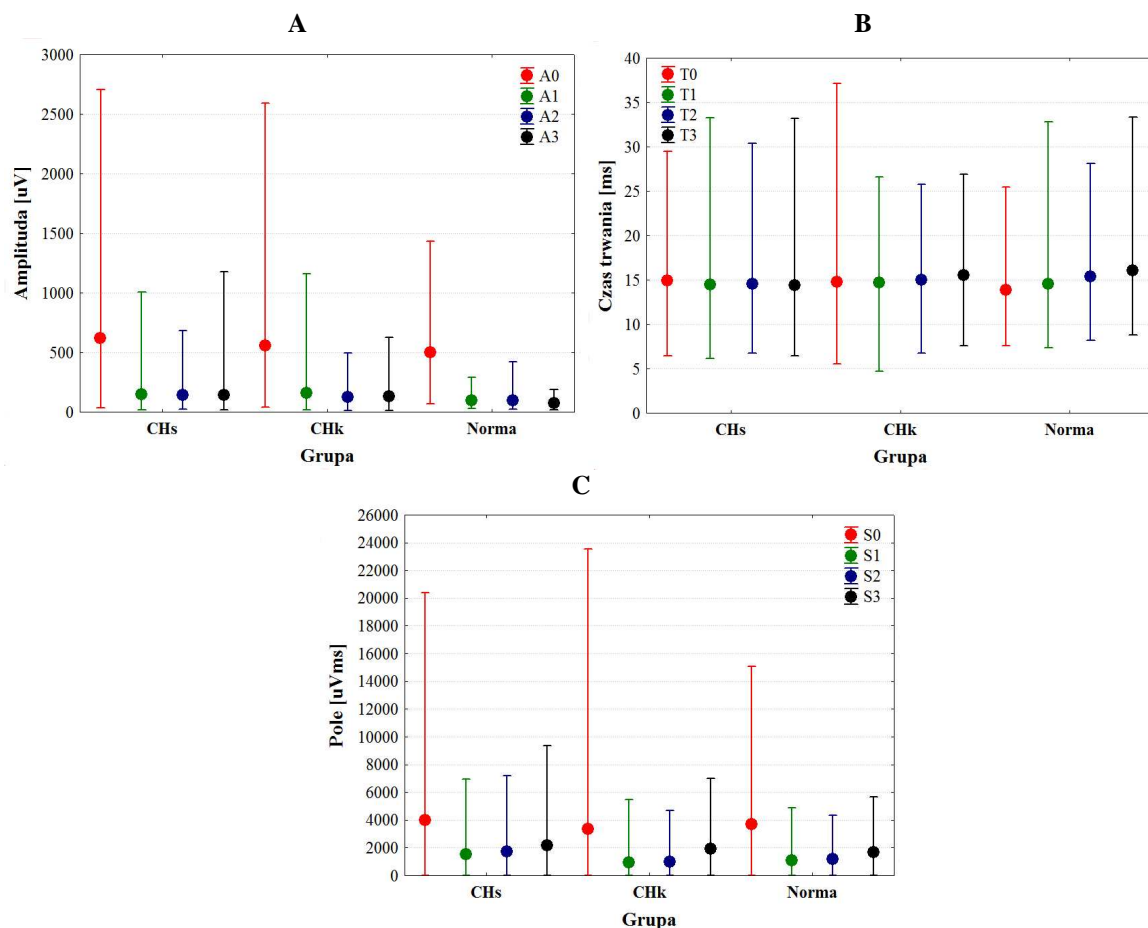 A
Amplituda [uV]
3000
2500
2000
1500
1000
500
0
A0
A1
A2
A3
CHs CHk Norma
Grupa
B
Czas trwania [ms]
40
35
30
25
20
15
10
5
0
T0
T1
T2
T3
CHs CHk Norma
Grupa
C
Pole [uVms]
26000
24000
22000
20000
18000
16000
14000
12000
10000
8000
6000
4000
2000
0
S0
S1
S2
S3
CHs CHk Norma
Grupa